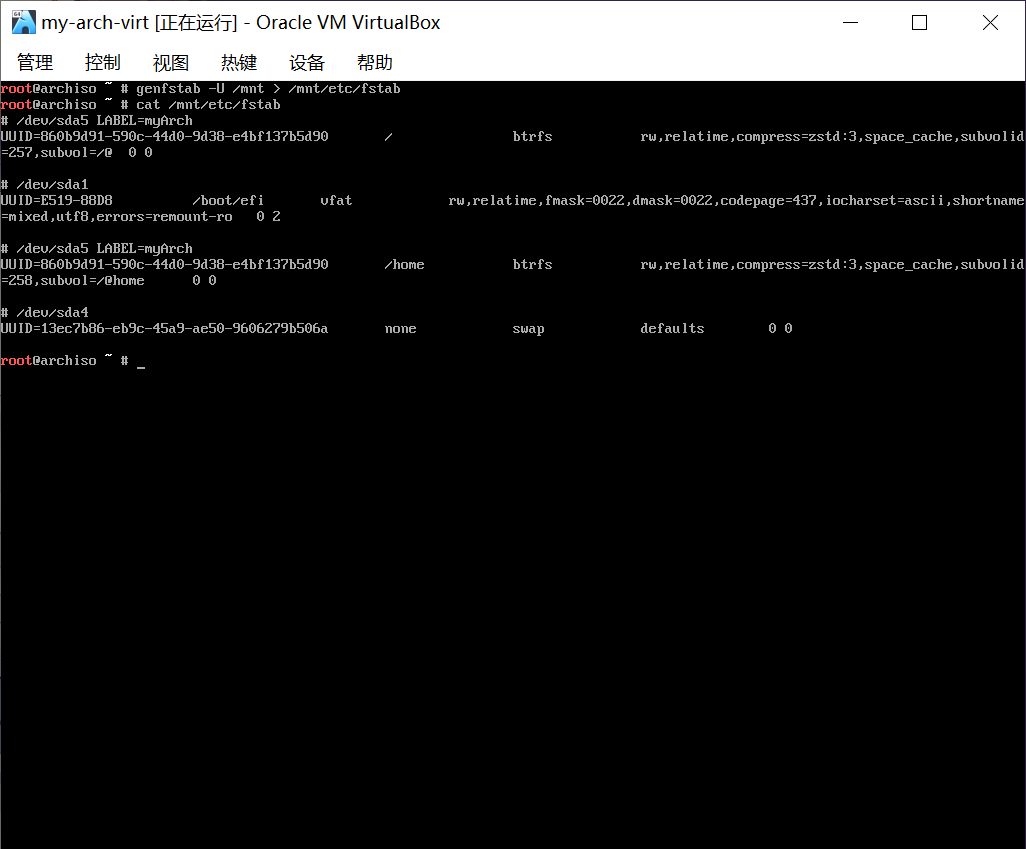 my-arch-virt [正在运行] - Oracle VM VirtualBox
管理 控制 视图 热键 设备 帮助
root@archiso ~ # genfstab -U /mnt > /mnt/etc/fstab
root@archiso ~ # cat /mnt/etc/fstab
# /dev/sda5 LABEL=myArch
UUID=860b9d91-590c-44d0-9d38-e4bf137b5d90 / btrfs rw,relatime,compress=zstd:3,space_cache,subvolid
=257,subvol=/@ 0 0
# /dev/sda1
UUID=E519-88D8 /boot/efi vfat rw,relatime,fmask=0022,dmask=0022,codepage=437,iocharset=ascii,shortname
=mixed,utf8,errors=remount-ro 0 2
# /dev/sda5 LABEL=myArch
UUID=860b9d91-590c-44d0-9d38-e4bf137b5d90 /home btrfs rw,relatime,compress=zstd:3,space_cache,subvolid
=258,subvol=/@home 0 0
# /dev/sda4
UUID=13ec7b86-eb9c-45a9-ae50-9606279b506a none swap defaults 0 0
root@archiso ~ # _